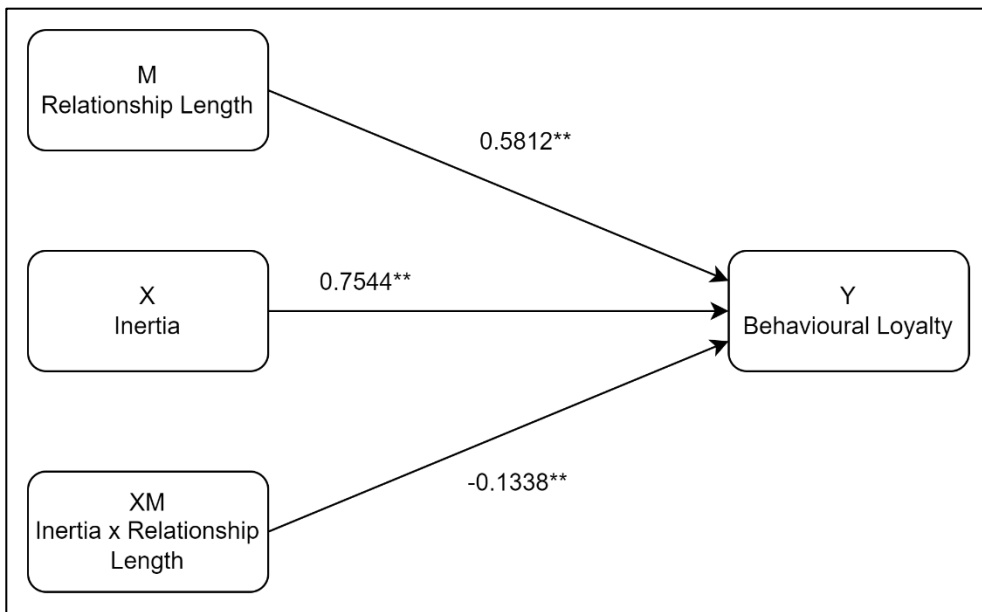 M
Relationship Length
0.5812**
X
Inertia
0.7544**
Y
Behavioural Loyalty
XM
Inertia x Relationship
Length
-0.1338**